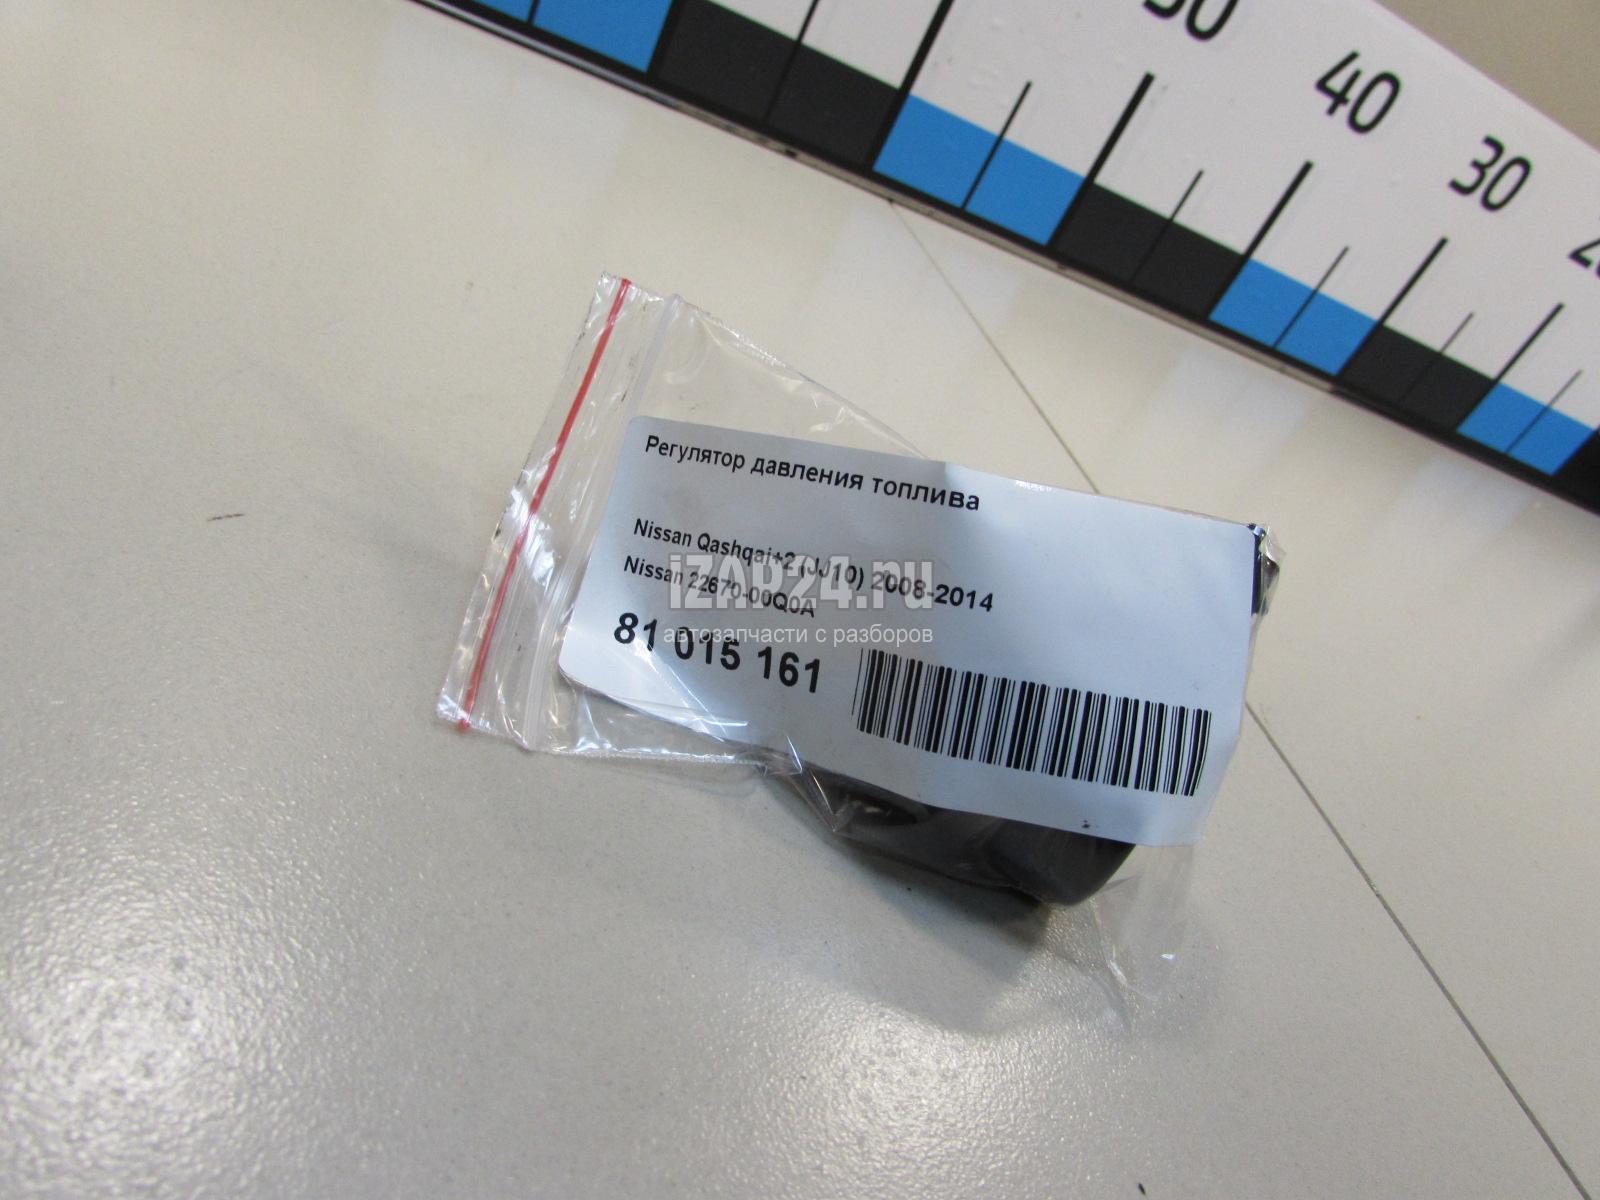 50
40
30
Регулятор давления топлива
Nissan Qashqai+2 (JJ10) 2008-2014
Nissan 22670-00Q0A
81 015 161
iZAP24.ru
автозапчасти с разборов